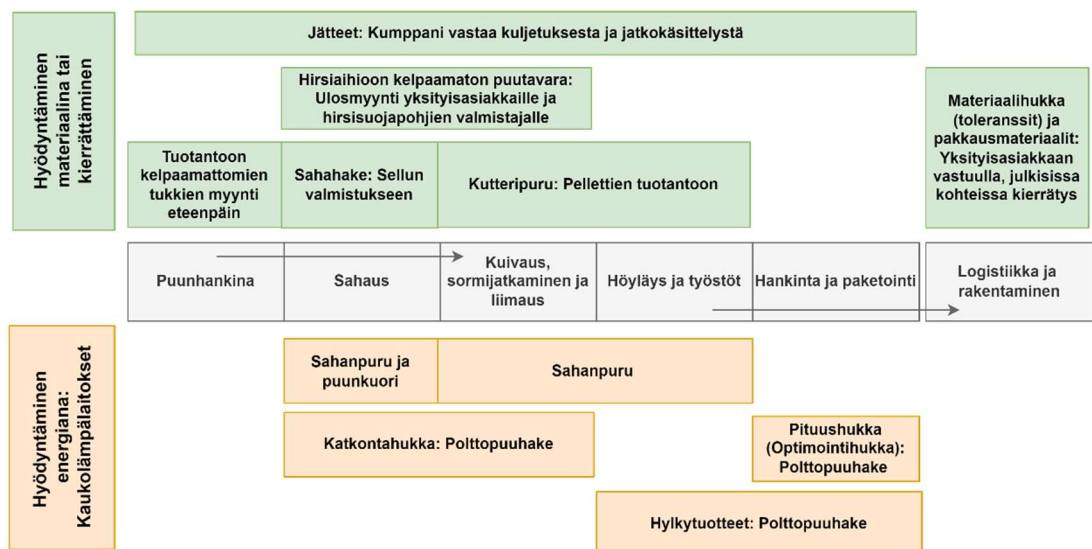 Hyödyntäminen
materiaalina tai
kierrättäminen
Jätteet: Kumppani vastaa kuljetuksesta ja jatkokäsittelystä
Hirsiaihioon kelpaamaton puutavara:
Ulosmyynti yksityisasiakkaille ja
hirsisuojapohjien valmistajalle
Tuotantoon
kelpaamattomien
tukkien myynti
eteenpäin
Sahahake: Sellun
valmistukseen
Kutteripuru: Pellettien tuotantoon
Materiaalihukka
(toleranssit) ja
pakkausmateriaalit:
Yksityisasiakkaan
vastuulla, julkisissa
kohteissa kierrätys
Puunhankina
Sahaus
Kuivaus,
sormijatkaminen ja
liimaus
Höyläys ja työstöt
Hankinta ja paketointi
Logistiikka ja
rakentaminen
Hyödyntäminen
energiana:
Kaukolämpälaitokset
Sahanpuru ja
puunkuori
Sahanpuru
Katkontahukka: Polttopuuhake
Pituushukka
(Optimointihukka):
Polttopuuhake
Hylkytuotteet: Polttopuuhake